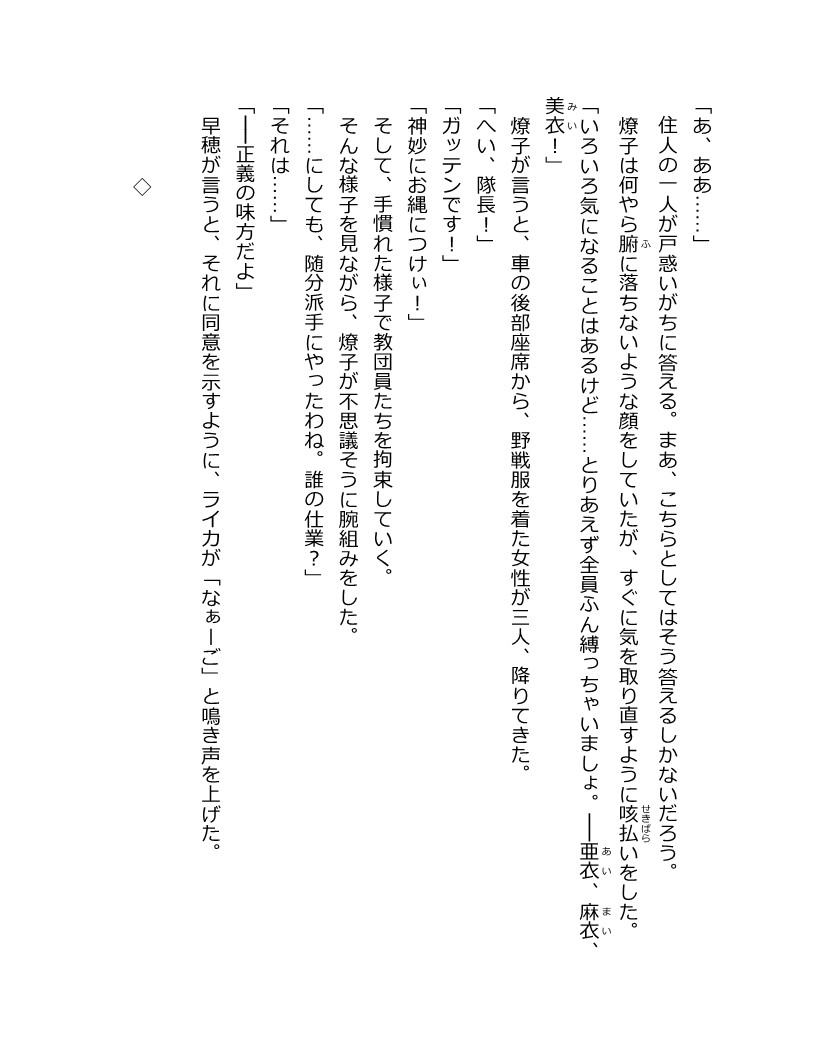 「あ、ああ……」
　住人の一人が戸惑いがちに答える。まあ、こちらとしてはそう答えるしかないだろう。
　燎子は何やら腑に落ちないような顔をしていたが、すぐに気を取り直すように咳払いをした。
「いろいろ気になることはあるけど……とりあえず全員ふん縛っちゃいましょ。――亜衣、麻衣、
美衣！」
　燎子が言うと、車の後部座席から、野戦服を着た女性が三人、降りてきた。
「へい、隊長！」
「ガッテンです！」
「神妙にお縄につけぃ！」
　そして、手慣れた様子で教団員たちを拘束していく。
　そんな様子を見ながら、燎子が不思議そうに腕組みをした。
「……にしても、随分派手にやったわね。誰の仕業？」
「それは……」
「――正義の味方だよ」
　早穂が言うと、それに同意を示すように、ライカが「なぁーご」と鳴き声を上げた。
◇